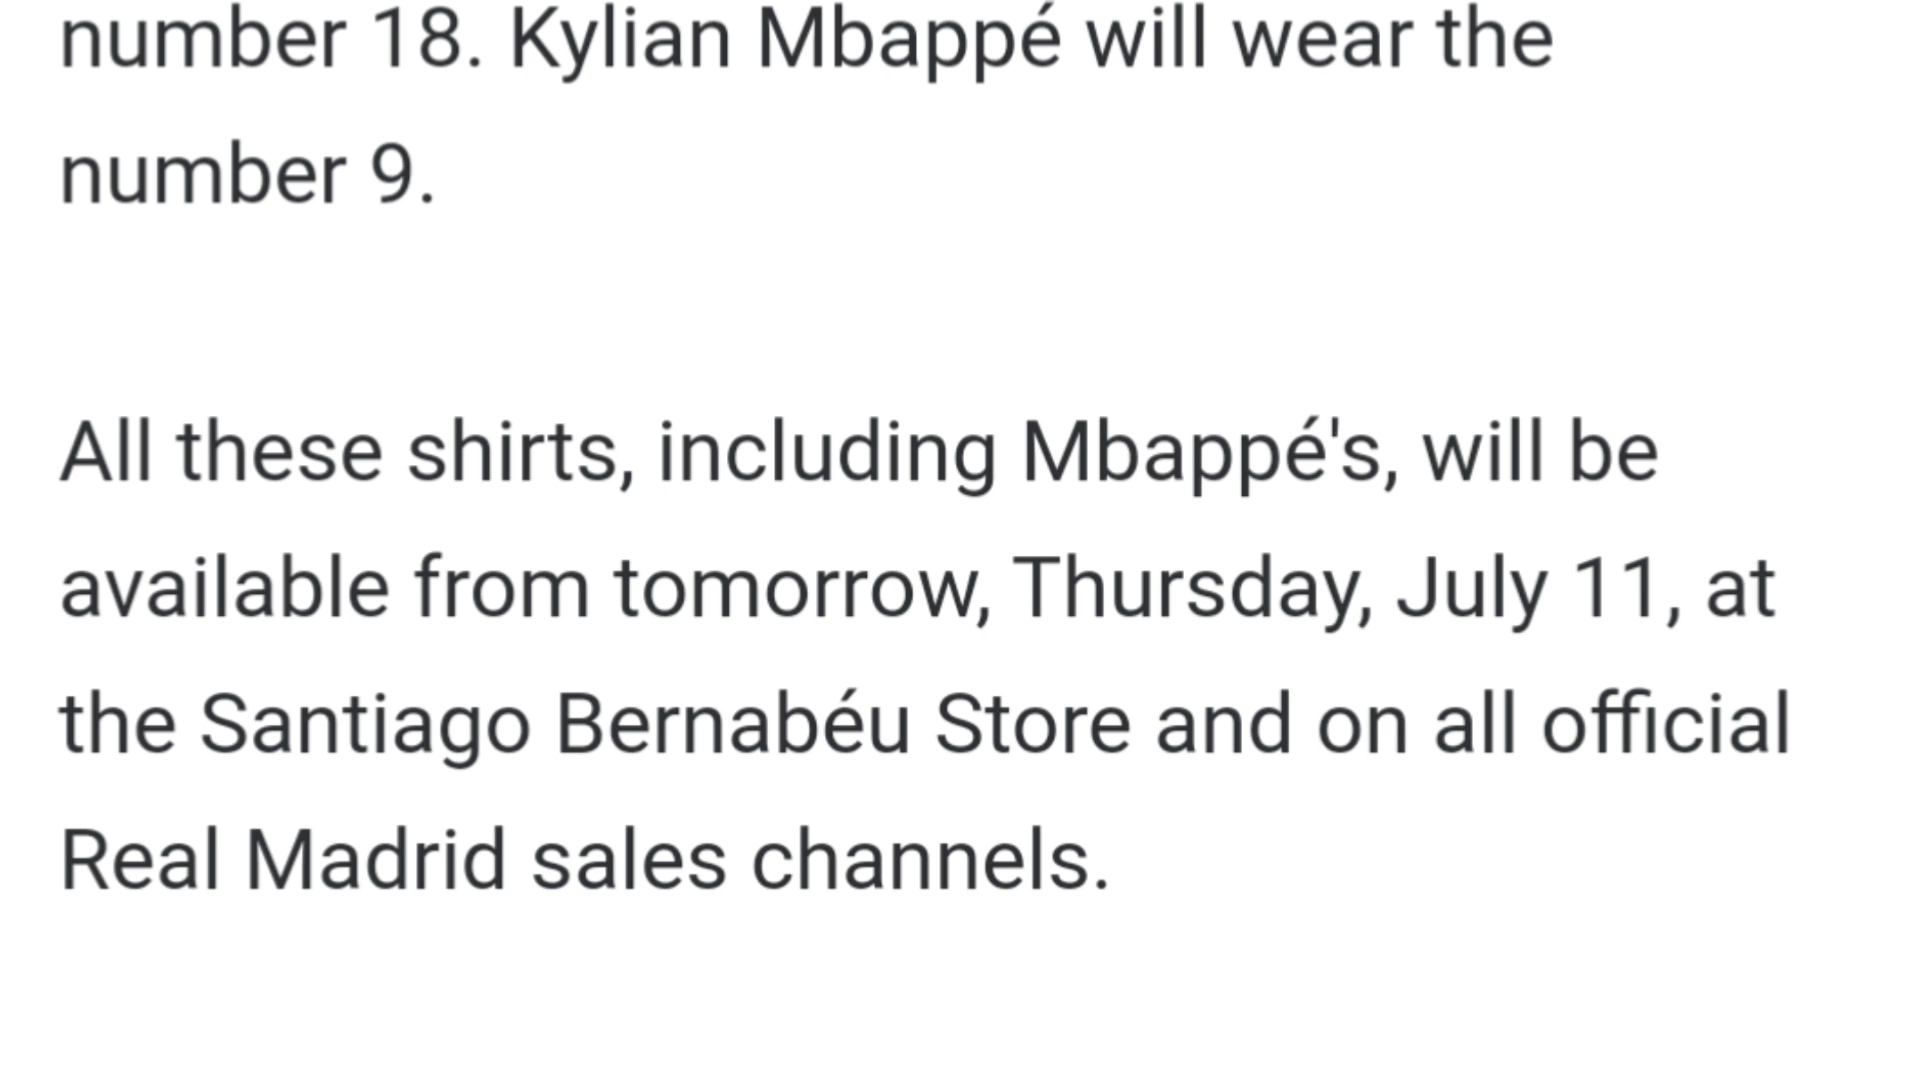 number 18. Kylian Mbappé will wear the
number 9.
All these shirts, including Mbappé's, will be
available from tomorrow, Thursday, July 11, at
the Santiago Bernabéu Store and on all official
Real Madrid sales channels.